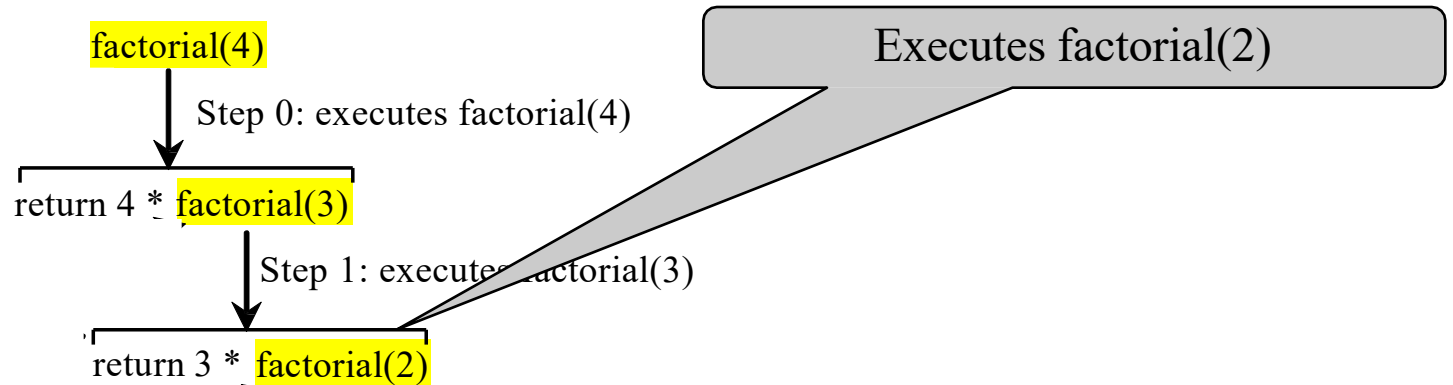 factorial(4)
Executes factorial(2)
Step 0: executes factorial(4)
return 4 * factorial(3)
Step 1: executes factorial(3)
return 3 * factorial(2)